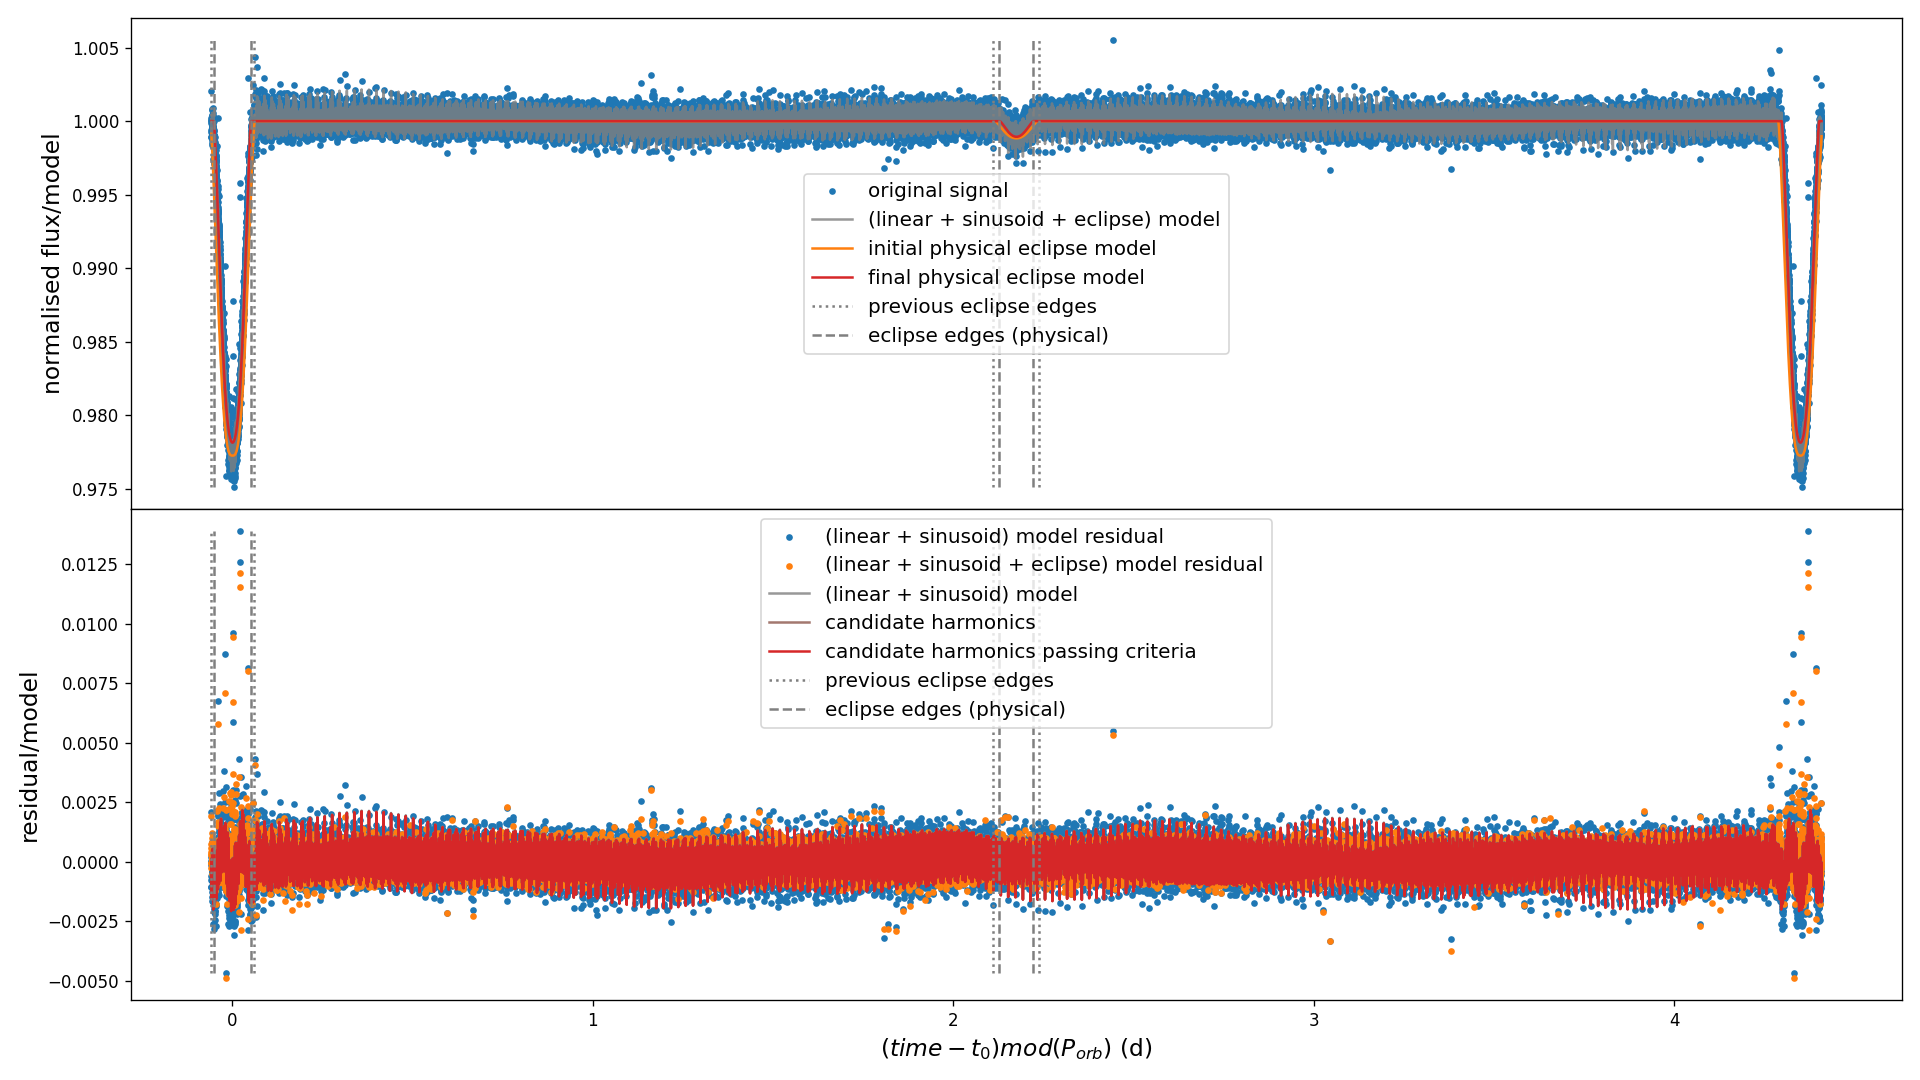 normalised flux/model
1.005
1.000
0.995
0.990
0.985
0.980
0.975
original signal
(linear + sinusoid + eclipse) model
initial physical eclipse model
final physical eclipse model
previous eclipse edges
eclipse edges (physical)
residual/model
0.0125
0.0100
0.0075
0.0050
0.0025
0.0000
−0.0025
−0.0050
(linear + sinusoid) model residual
(linear + sinusoid + eclipse) model residual
(linear + sinusoid) model
candidate harmonics
candidate harmonics passing criteria
previous eclipse edges
eclipse edges (physical)
0 1 2 3 4
(time − t₀)mod(P_orb) (d)